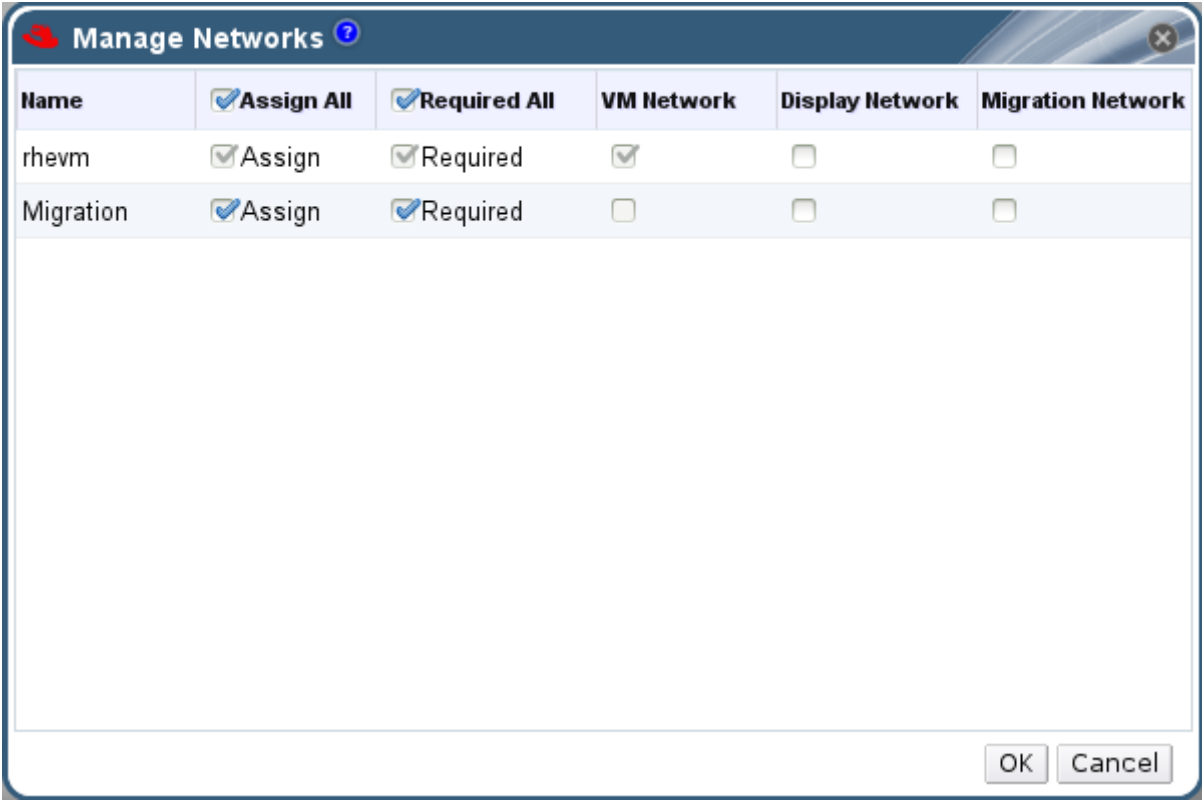 Manage Networks ?
Name Assign All Required All VM Network Display Network Migration Network
rhevm Assign Required
Migration Assign Required
OK Cancel